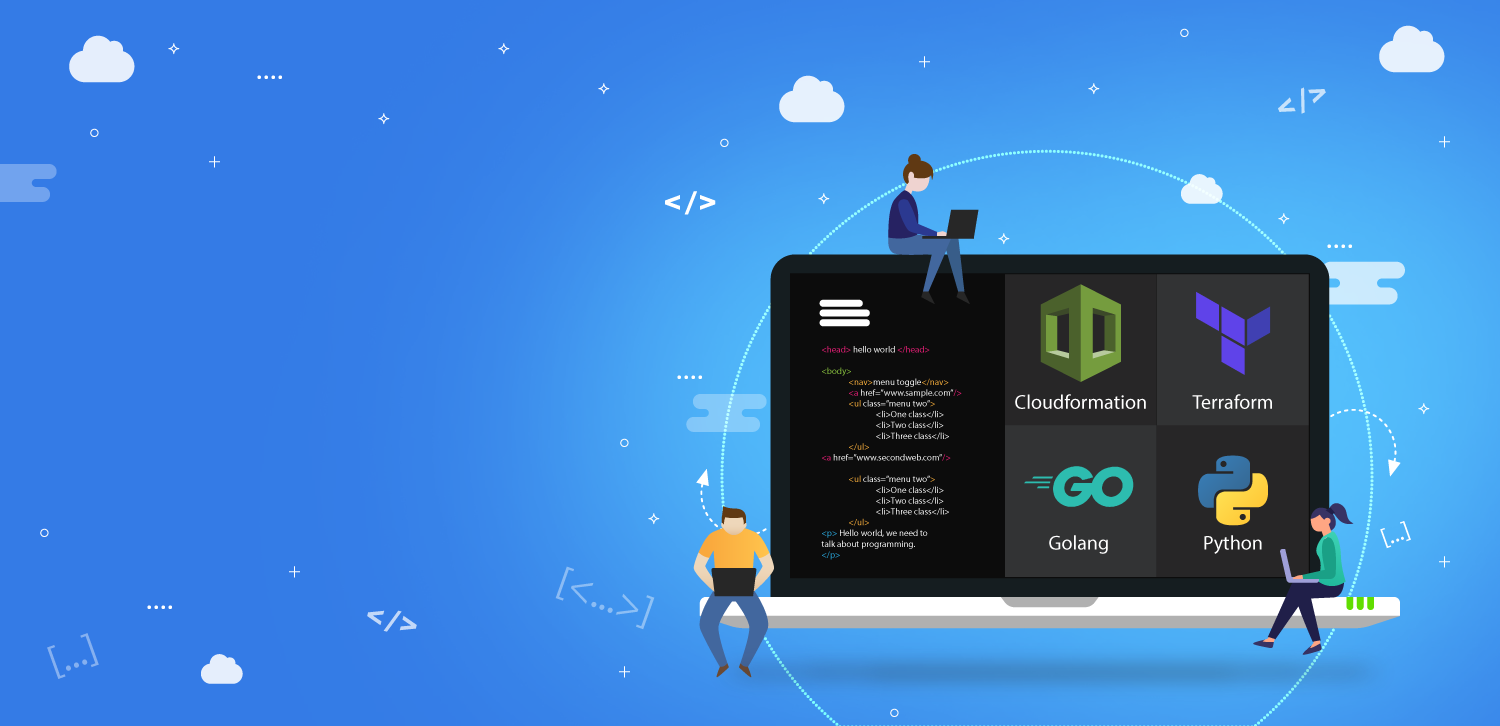 </>
</>
<head> hello world </head>
<body>
<nav>menu toggle</nav>
<a href="www.sample.com"/>
<ul class="menu two">
<li>One class</li>
<li>Two class</li>
<li>Three class</li>
</ul>
<a href="www.secondweb.com"/>
<ul class="menu two">
<li>One class</li>
<li>Two class</li>
<li>Three class</li>
</ul>
<p> Hello world, we need to
talk about programming.
</p>
Cloudformation
Terraform
GO
Golang
Python
[...]
[<...>]
</>
[...]